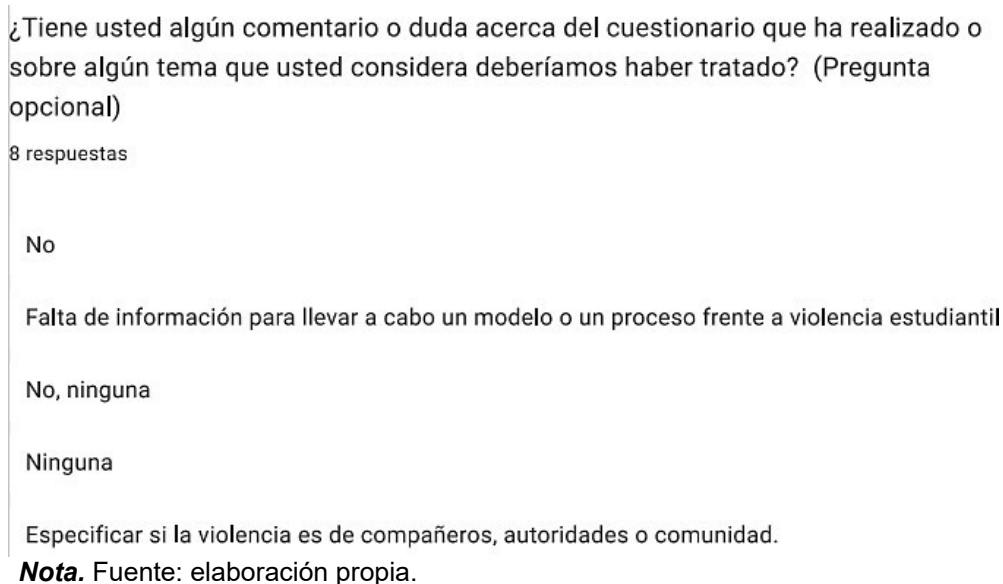 ¿Tiene usted algún comentario o duda acerca del cuestionario que ha realizado o
sobre algún tema que usted considera deberíamos haber tratado? (Pregunta
opcional)
8 respuestas
No
Falta de información para llevar a cabo un modelo o un proceso frente a violencia estudiantil
No, ninguna
Ninguna
Especificar si la violencia es de compañeros, autoridades o comunidad.
Nota. Fuente: elaboración propia.